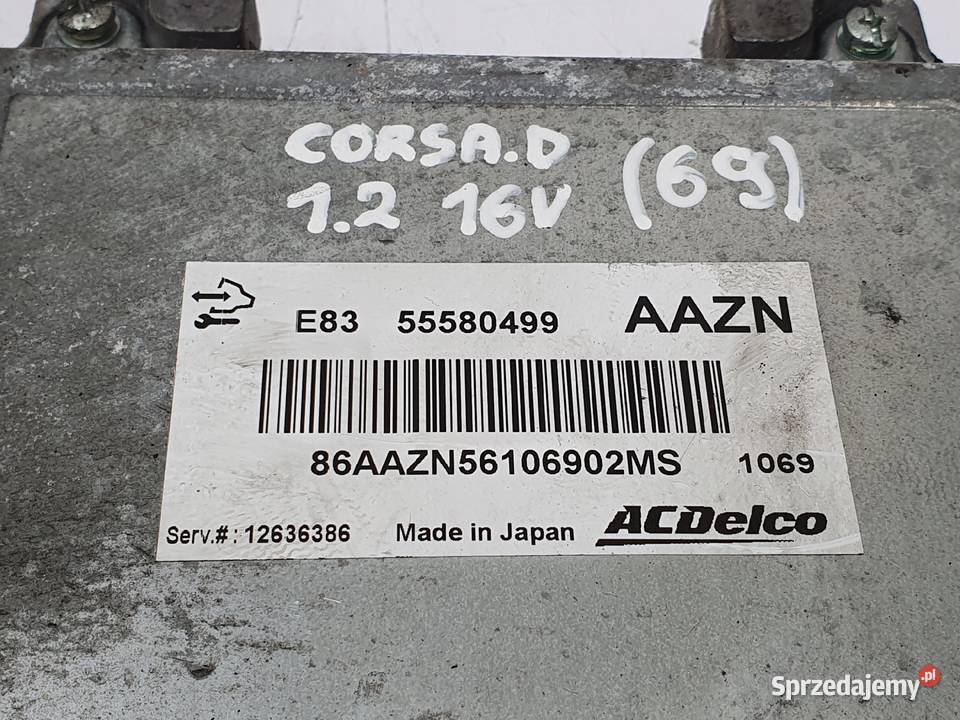 CORSA.D
1.2 16V (69)
E83 55580499 AAZN
86AAZN56106902MS 1069
Serv.#: 12636386 Made in Japan ACDelco
Sprzedajemy.pl